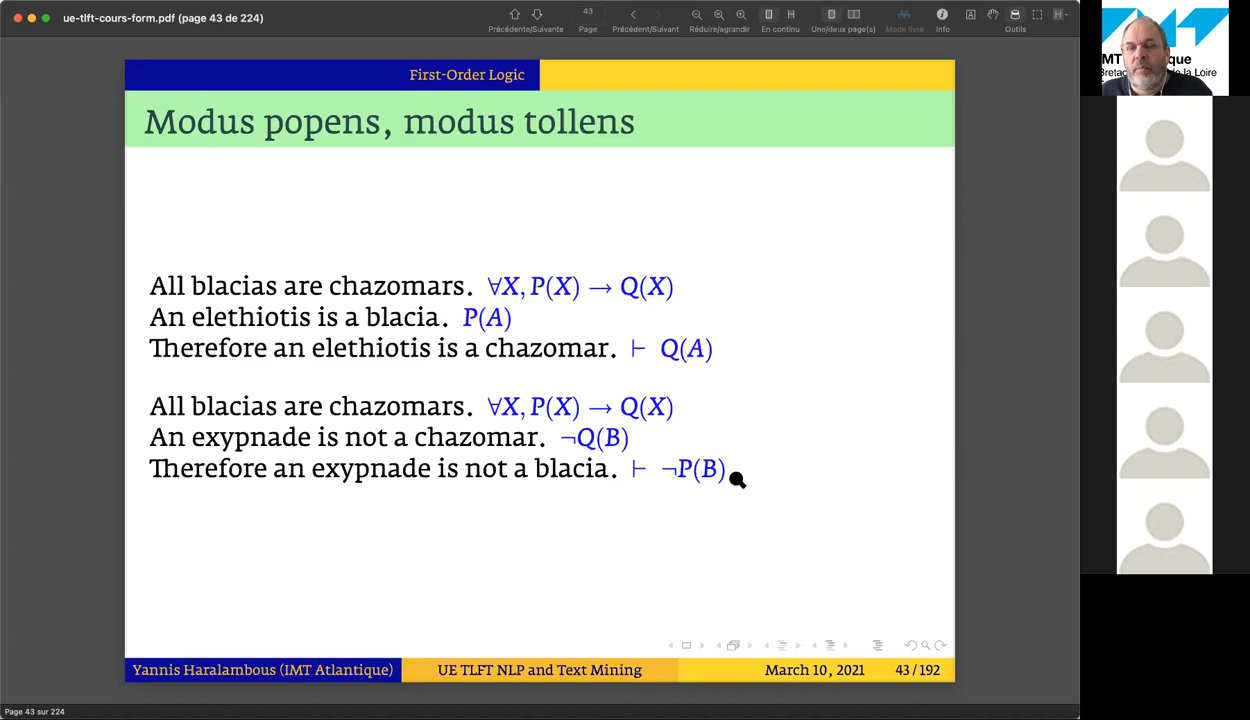 ue-tlft-cours-form.pdf (page 43 de 224)
43
Précédente/Suivante
Page
Précédent/Suivant
Réduire/agrandir
En continu
Une/deux page(s)
Mode livre
Info
Outils
First-Order Logic
Modus popens, modus tollens
All blacias are chazomars. ∀X, P(X) → Q(X)
An elethiotis is a blacia. P(A)
Therefore an elethiotis is a chazomar. ⊢ Q(A)
All blacias are chazomars. ∀X, P(X) → Q(X)
An exypnade is not a chazomar. ¬Q(B)
Therefore an exypnade is not a blacia. ⊢ ¬P(B)
Yannis Haralambous (IMT Atlantique)
UE TLFT NLP and Text Mining
March 10, 2021
43/192
Page 43 sur 224
de la Loire